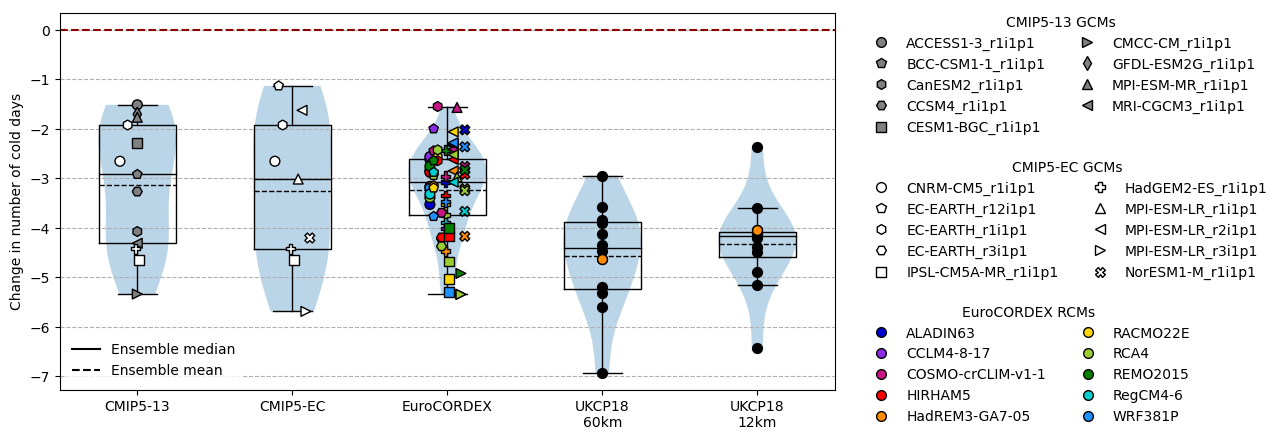 Change in number of cold days
0
−1
−2
−3
−4
−5
−6
−7
Ensemble median
Ensemble mean
CMIP5-13
CMIP5-EC
EuroCORDEX
UKCP18
60km
UKCP18
12km
CMIP5-13 GCMs
ACCESS1-3_r1i1p1
BCC-CSM1-1_r1i1p1
CanESM2_r1i1p1
CCSM4_r1i1p1
CESM1-BGC_r1i1p1
CMCC-CM_r1i1p1
GFDL-ESM2G_r1i1p1
MPI-ESM-MR_r1i1p1
MRI-CGCM3_r1i1p1
CMIP5-EC GCMs
CNRM-CM5_r1i1p1
EC-EARTH_r12i1p1
EC-EARTH_r1i1p1
EC-EARTH_r3i1p1
IPSL-CM5A-MR_r1i1p1
HadGEM2-ES_r1i1p1
MPI-ESM-LR_r1i1p1
MPI-ESM-LR_r2i1p1
MPI-ESM-LR_r3i1p1
NorESM1-M_r1i1p1
EuroCORDEX RCMs
ALADIN63
CCLM4-8-17
COSMO-crCLIM-v1-1
HIRHAM5
HadREM3-GA7-05
RACMO22E
RCA4
REMO2015
RegCM4-6
WRF381P